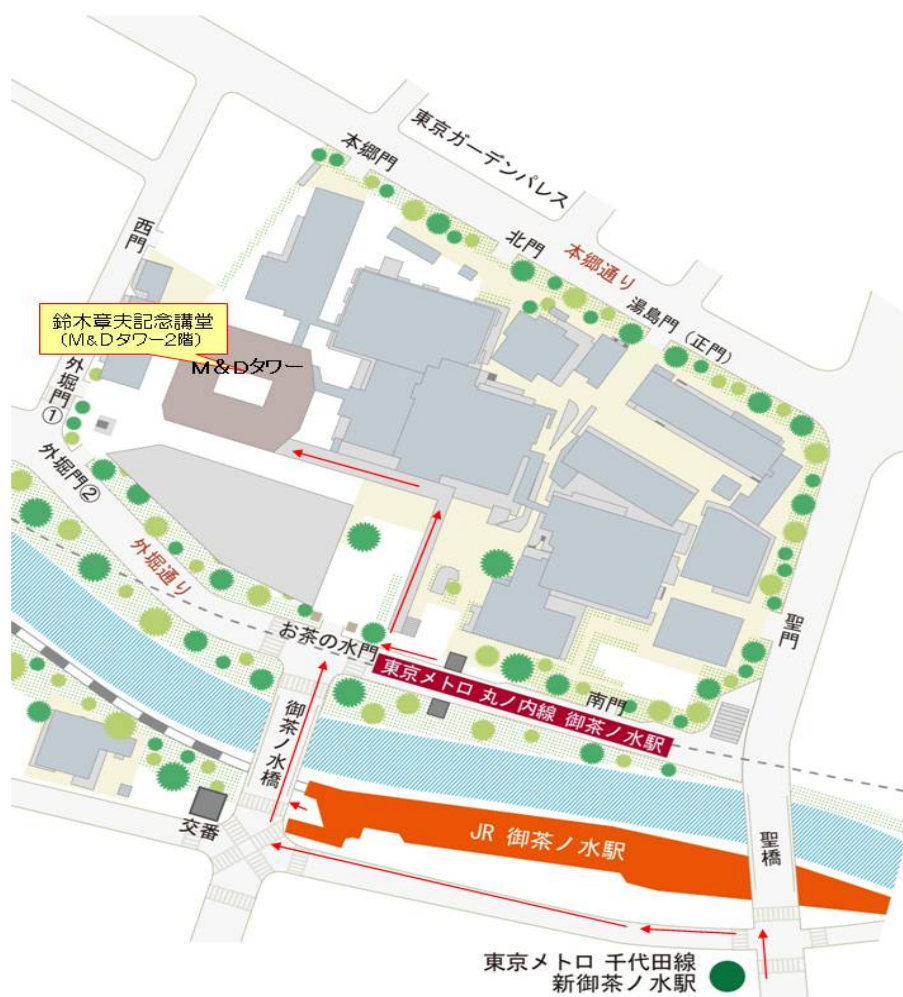 東京ガーデンパレス
本郷門
北門
本郷通り
西門
湯島門（正門）
鈴木章夫記念講堂
（M&Dタワー2階）
M&Dタワー
外堀門①
外堀門②
外堀通り
聖門
お茶の水門
東京メトロ 丸ノ内線 御茶ノ水駅
南門
御茶ノ水橋
交番
JR 御茶ノ水駅
聖橋
東京メトロ 千代田線
新御茶ノ水駅